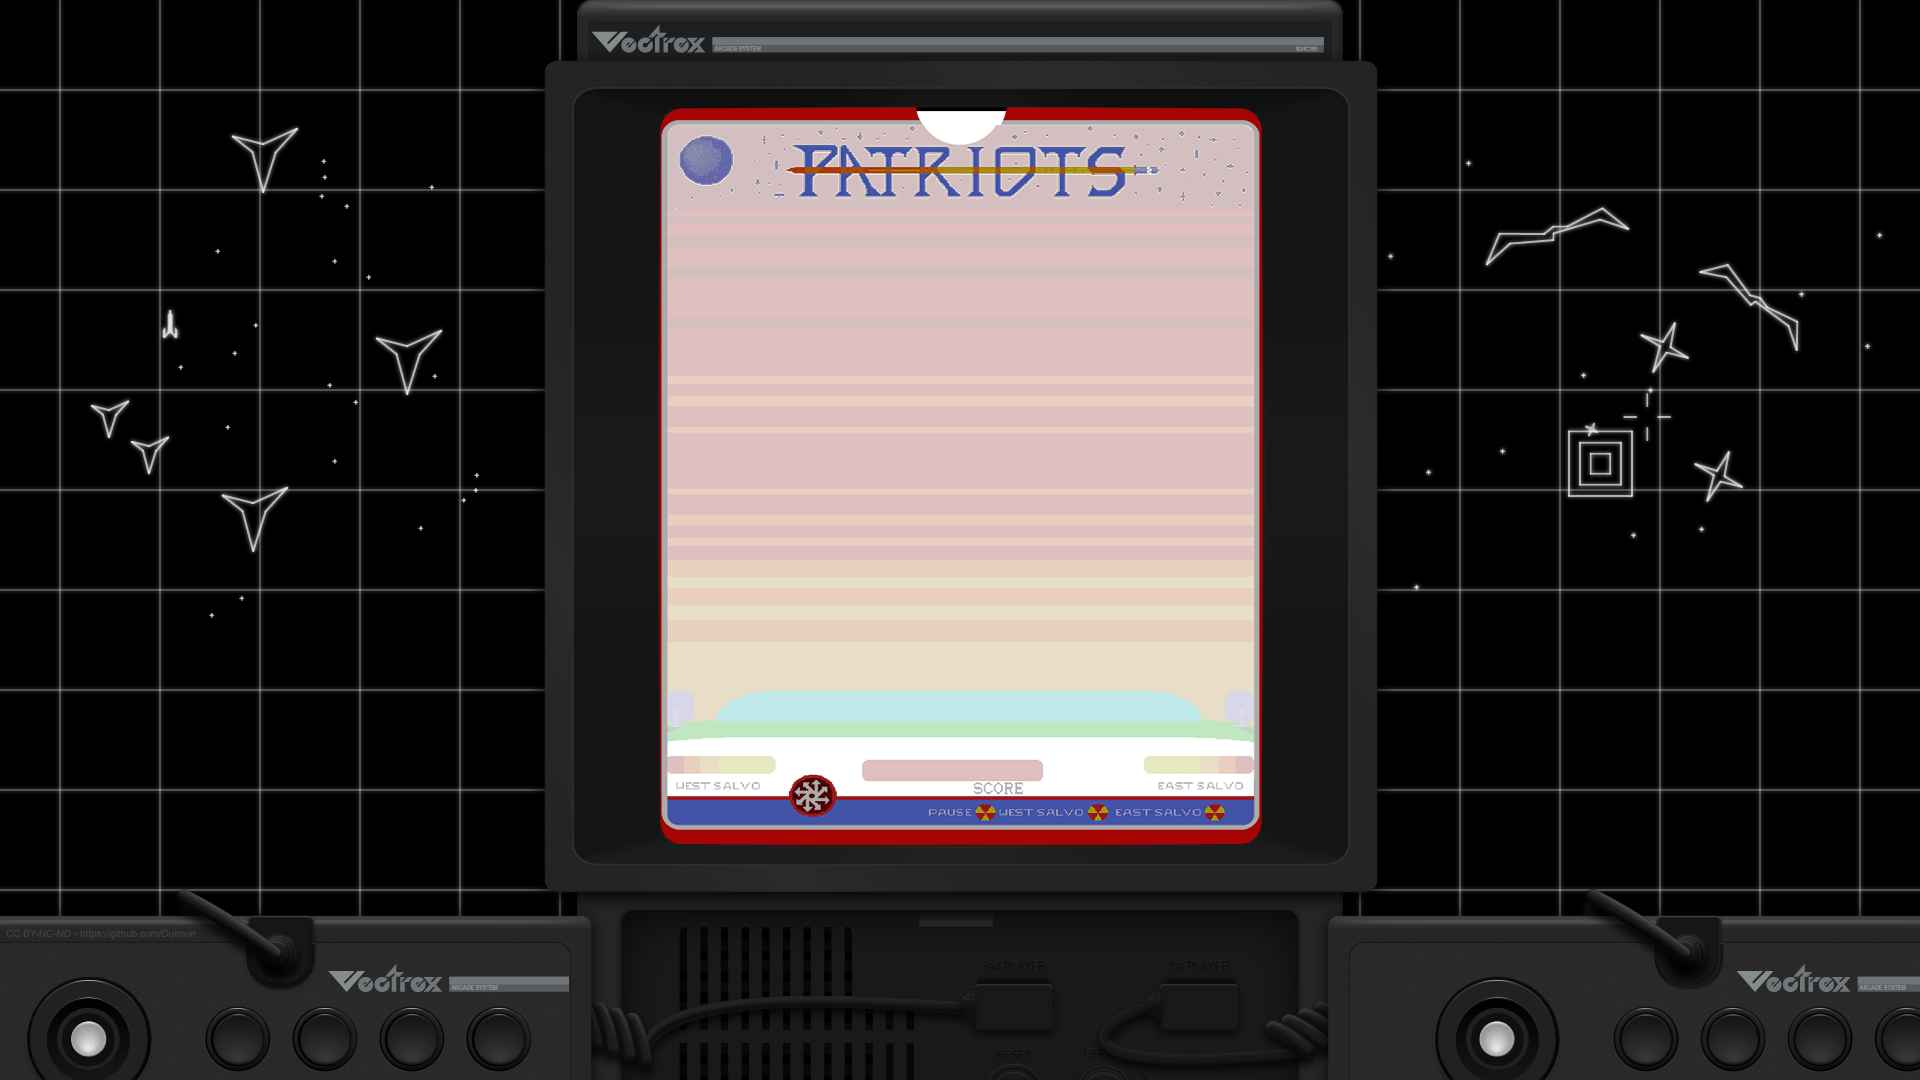 Vectrex
ARCADE SYSTEM
PATRIOTS
WEST SALVO
SCORE
EAST SALVO
PAUSE WEST SALVO EAST SALVO
CC BY-NC-ND - https://github.com/Duimon
Vectrex
ARCADE SYSTEM
2nd PLAYER
1st PLAYER
RESET
Vectrex
ARCADE SYSTEM